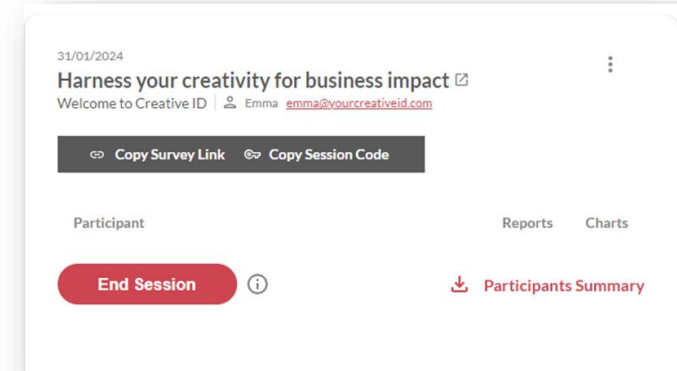 31/01/2024
Harness your creativity for business impact
Welcome to Creative ID Emma emma@yourcreativeid.com
Copy Survey Link Copy Session Code
Participant Reports Charts
End Session Participants Summary